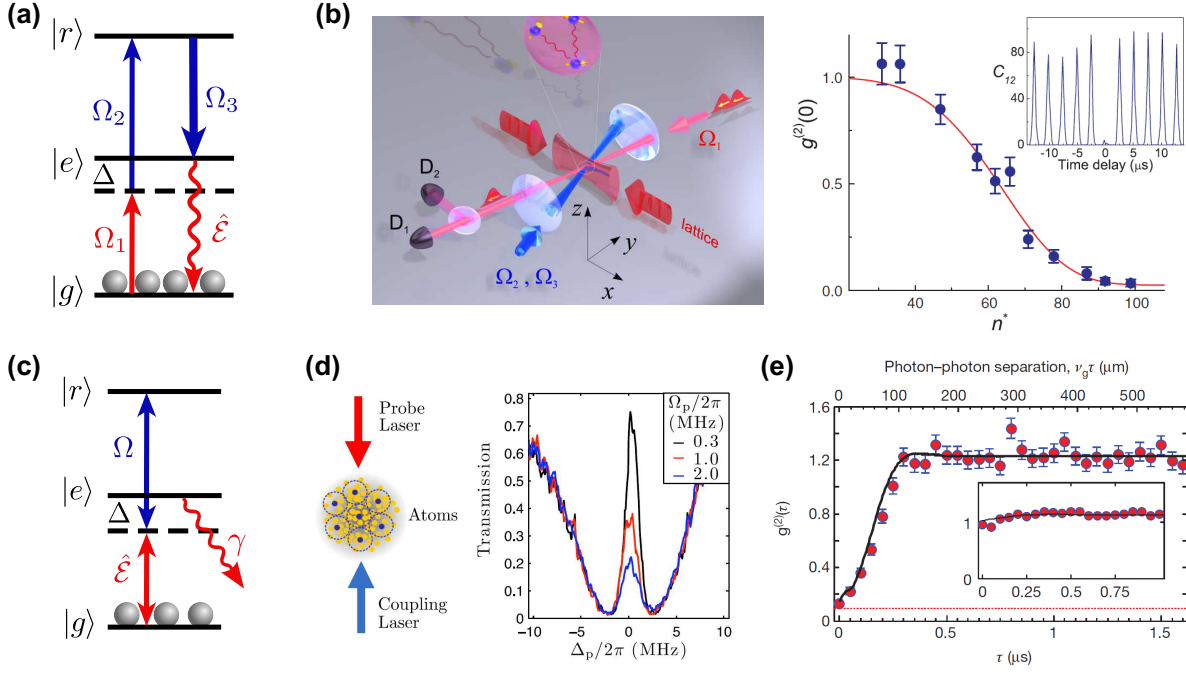 (a)
|r⟩
Ω2
Ω3
|e⟩
Δ
Ω1
ℰ̂
|g⟩
(b)
D2
D1
Ω1
lattice
z
y
x
Ω2 , Ω3
g(2)(0)
1.0
0.5
0.0
40
60
80
100
n*
C12
80
40
0
-10
-5
0
5
10
Time delay (μs)
(c)
|r⟩
Ω
|e⟩
Δ
γ
ℰ̂
|g⟩
(d)
Probe
Laser
Atoms
Coupling
Laser
Transmission
0.8
0.7
0.6
0.5
0.4
0.3
0.2
0.1
0
−10
−5
0
5
10
Δp/2π (MHz)
Ωp/2π
(MHz)
0.3
1.0
2.0
(e)
Photon–photon separation, νgτ (μm)
0
100
200
300
400
500
g(2)(τ)
1.6
1.2
0.8
0.4
0
0
0.5
1
1.5
τ (μs)
1
0
0
0.25
0.5
0.75